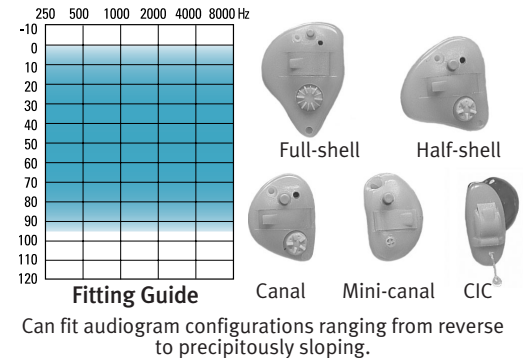 250 500 1000 2000 4000 8000 Hz
-10
0
10
20
30
40
50
60
70
80
90
100
110
120
Fitting Guide
Full-shell Half-shell
Canal Mini-canal CIC
Can fit audiogram configurations ranging from reverse
to precipitously sloping.